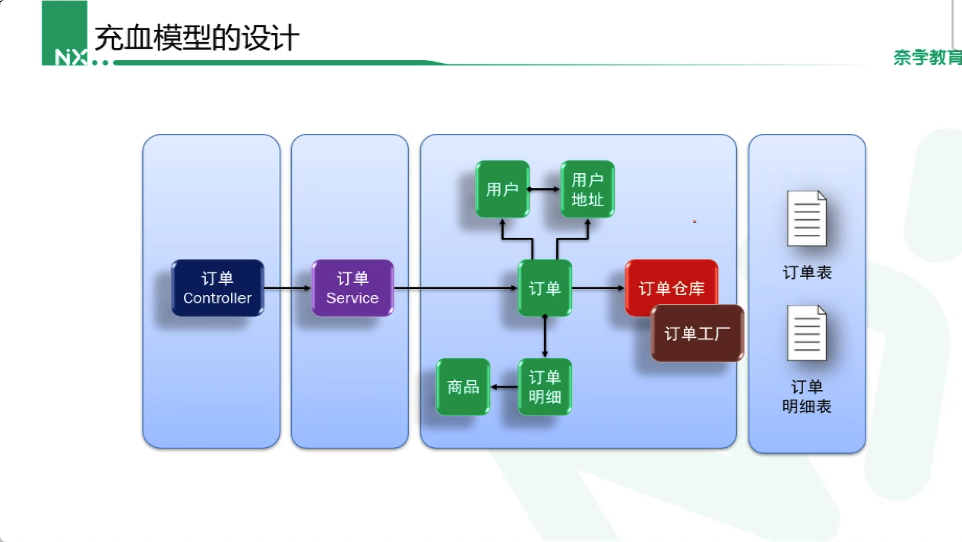 充血模型的设计
NX
奈学教育
用户
用户
地址
订单
Controller
订单
Service
订单
订单仓库
订单工厂
商品
订单
明细
订单表
订单
明细表